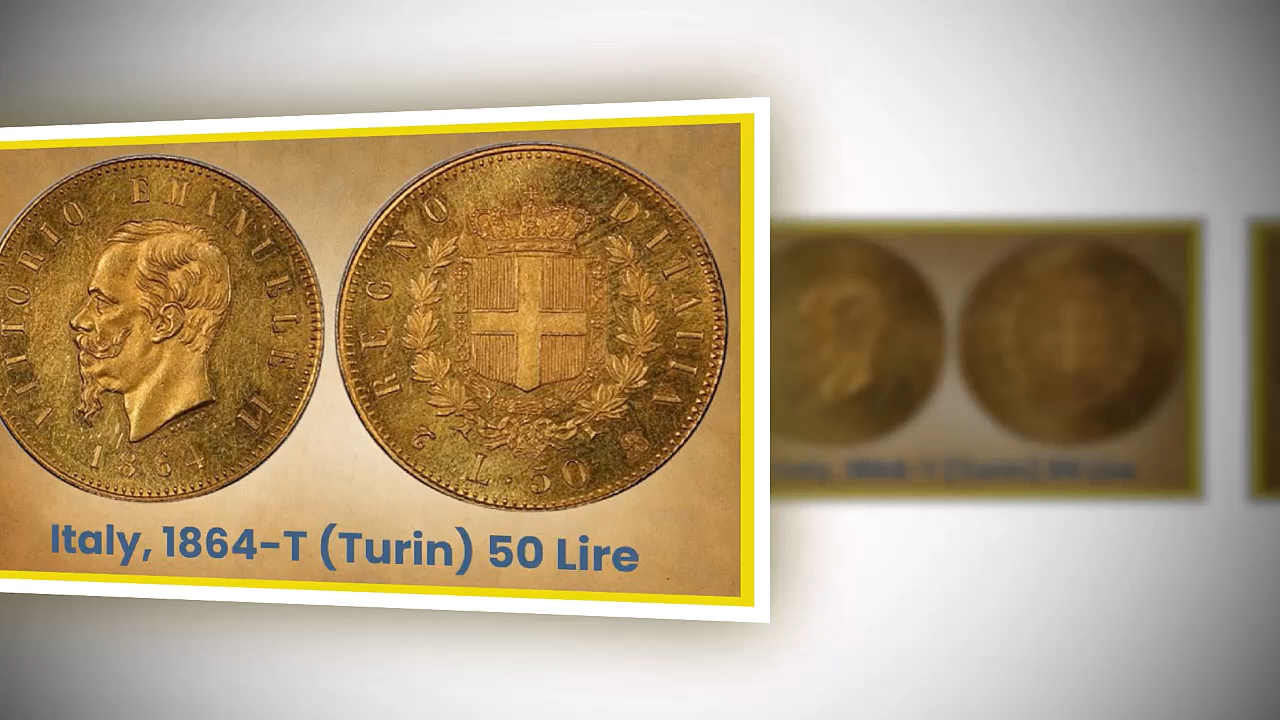 VITTORIO EMANUELE II
1864
REGNO D'ITALIA
L. 50
Italy, 1864-T (Turin) 50 Lire